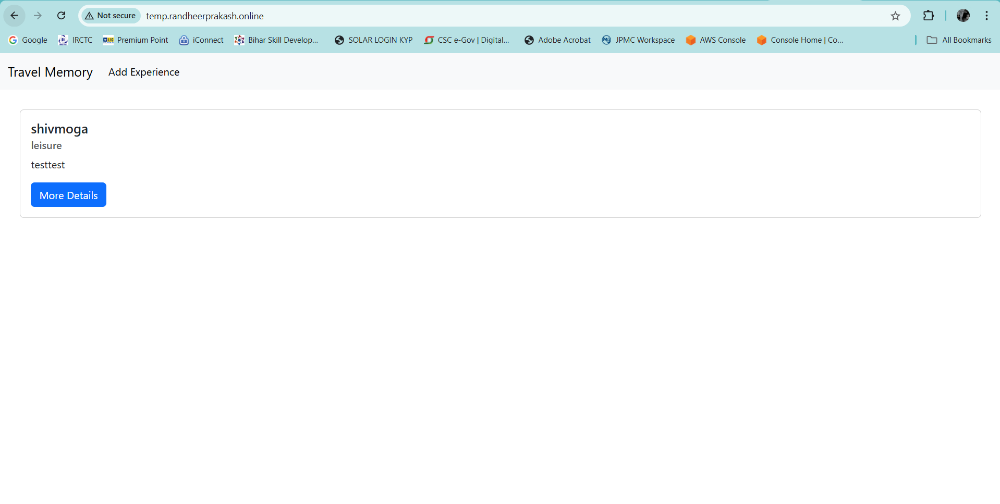 Not secure temp.randheerprakash.online
Google IRCTC Premium Point iConnect Bihar Skill Develop... SOLAR LOGIN KYP CSC e-Gov | Digital... Adobe Acrobat JPMC Workspace AWS Console Console Home | Co... All Bookmarks
Travel Memory Add Experience
shivmoga
leisure
testtest
More Details